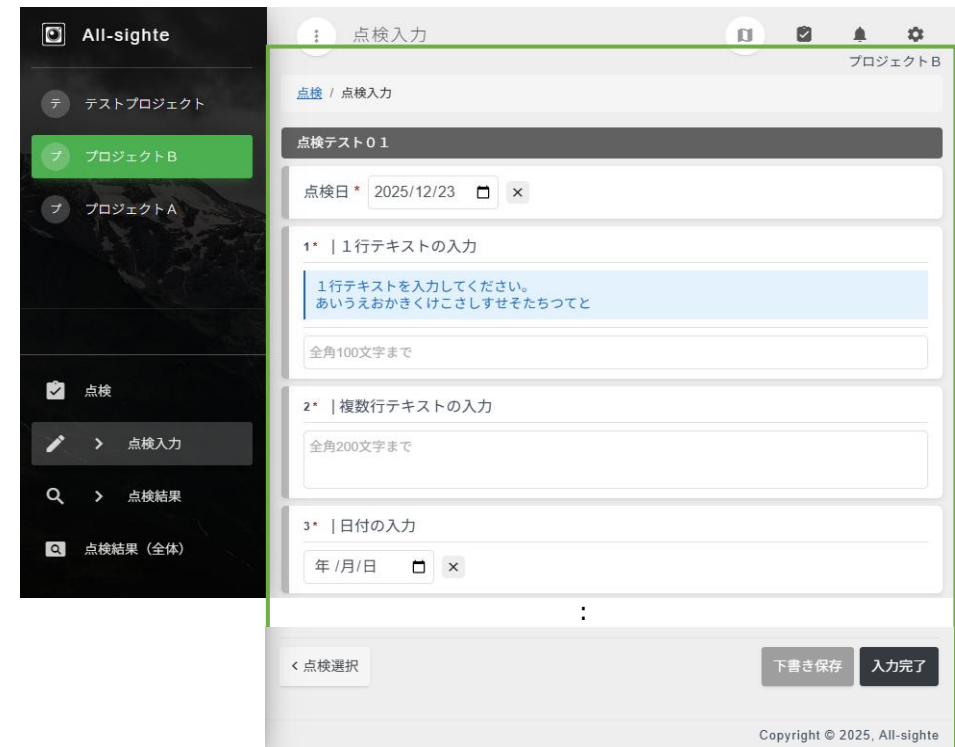 All-sighte
テ テストプロジェクト
プ プロジェクトB
プ プロジェクトA
点検
> 点検入力
> 点検結果
点検結果（全体）
点検入力
プロジェクトB
点検 / 点検入力
点検テスト０１
点検日* 2025/12/23 ×
1* |１行テキストの入力
１行テキストを入力してください。
あいうえおかきくけこさしすせそたちつてと
全角100文字まで
2* |複数行テキストの入力
全角200文字まで
3* |日付の入力
年 /月/日 ×
：
< 点検選択 下書き保存 入力完了
Copyright © 2025, All-sighte